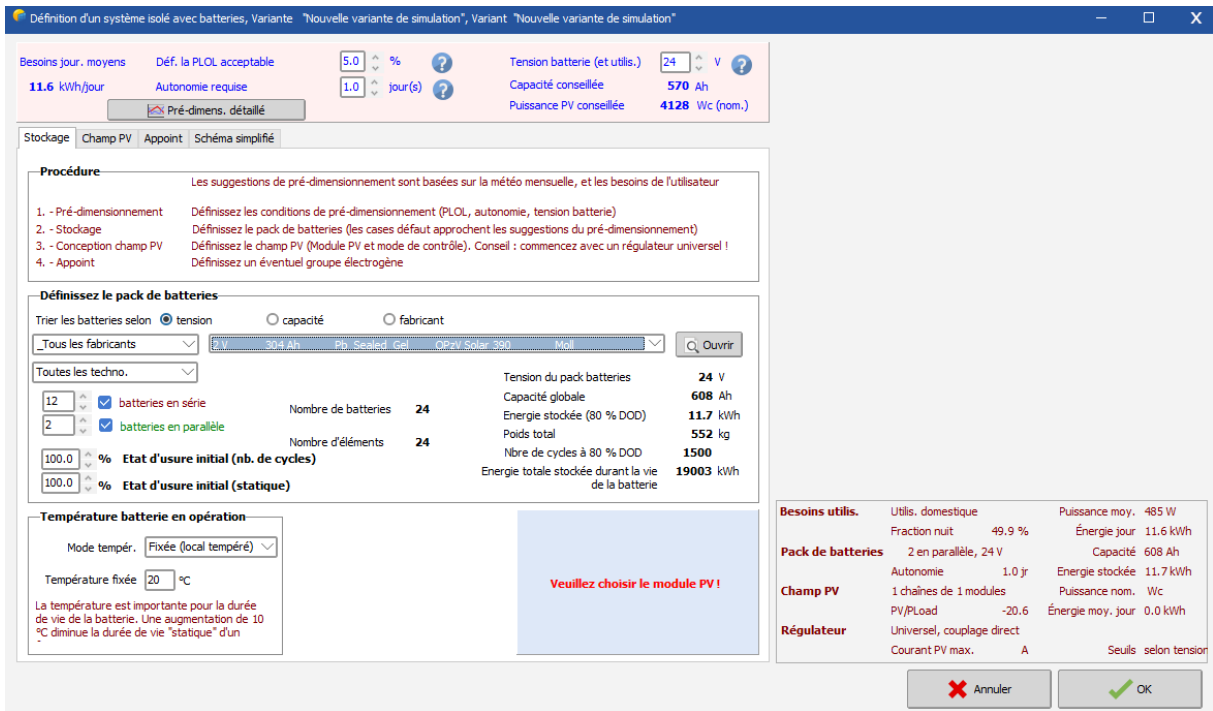 Définition d'un système isolé avec batteries, Variante "Nouvelle variante de simulation", Variant "Nouvelle variante de simulation"
Besoins jour. moyens Déf. la PLOL acceptable 5.0 % ? Tension batterie (et utilis.) 24 V ?
11.6 kWh/jour Autonomie requise 1.0 jour(s) ? Capacité conseillée 570 Ah
Pré-dimens. détaillé Puissance PV conseillée 4128 Wc (nom.)
Stockage Champ PV Appoint Schéma simplifié
Procédure
Les suggestions de pré-dimensionnement sont basées sur la météo mensuelle, et les besoins de l'utilisateur
1. - Pré-dimensionnement Définissez les conditions de pré-dimensionnement (PLOL, autonomie, tension batterie)
2. - Stockage Définissez le pack de batteries (les cases défaut approchent les suggestions du pré-dimensionnement)
3. - Conception champ PV Définissez le champ PV (Module PV et mode de contrôle). Conseil : commencez avec un régulateur universel !
4. - Appoint Définissez un éventuel groupe électrogène
Définissez le pack de batteries
Trier les batteries selon tension capacité fabricant
_Tous les fabricants 2 V 304 Ah Pb Sealed Gel OPzV Solar 390 Moll Ouvrir
Toutes les techno.
12 batteries en série
2 batteries en parallèle
Nombre de batteries 24
Nombre d'éléments 24
100.0 % Etat d'usure initial (nb. de cycles)
100.0 % Etat d'usure initial (statique)
Tension du pack batteries 24 V
Capacité globale 608 Ah
Energie stockée (80 % DOD) 11.7 kWh
Poids total 552 kg
Nbre de cycles à 80 % DOD 1500
Energie totale stockée durant la vie 19003 kWh
de la batterie
Température batterie en opération
Mode tempér. Fixée (local tempéré)
Température fixée 20 °C
La température est importante pour la durée
de vie de la batterie. Une augmentation de 10
°C diminue la durée de vie "statique" d'un
Veuillez choisir le module PV !
Besoins utilis. Utilis. domestique Puissance moy. 485 W
Fraction nuit 49.9 % Énergie jour 11.6 kWh
Pack de batteries 2 en parallèle, 24 V Capacité 608 Ah
Autonomie 1.0 jr Energie stockée 11.7 kWh
Champ PV 1 chaînes de 1 modules Puissance nom. Wc
PV/PLoad -20.6 Énergie moy. jour 0.0 kWh
Régulateur Universel, couplage direct
Courant PV max. A Seuils selon tension
Annuler OK